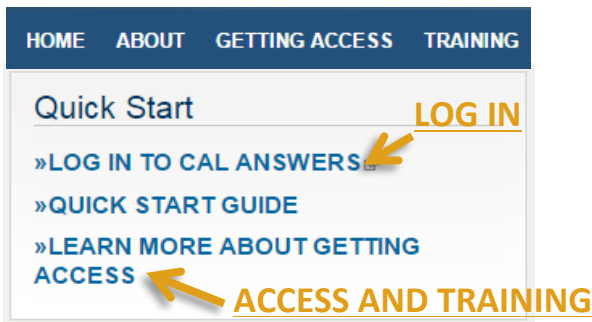 HOME ABOUT GETTING ACCESS TRAINING
Quick Start
LOG IN
»LOG IN TO CAL ANSWERS
»QUICK START GUIDE
»LEARN MORE ABOUT GETTING
ACCESS
ACCESS AND TRAINING